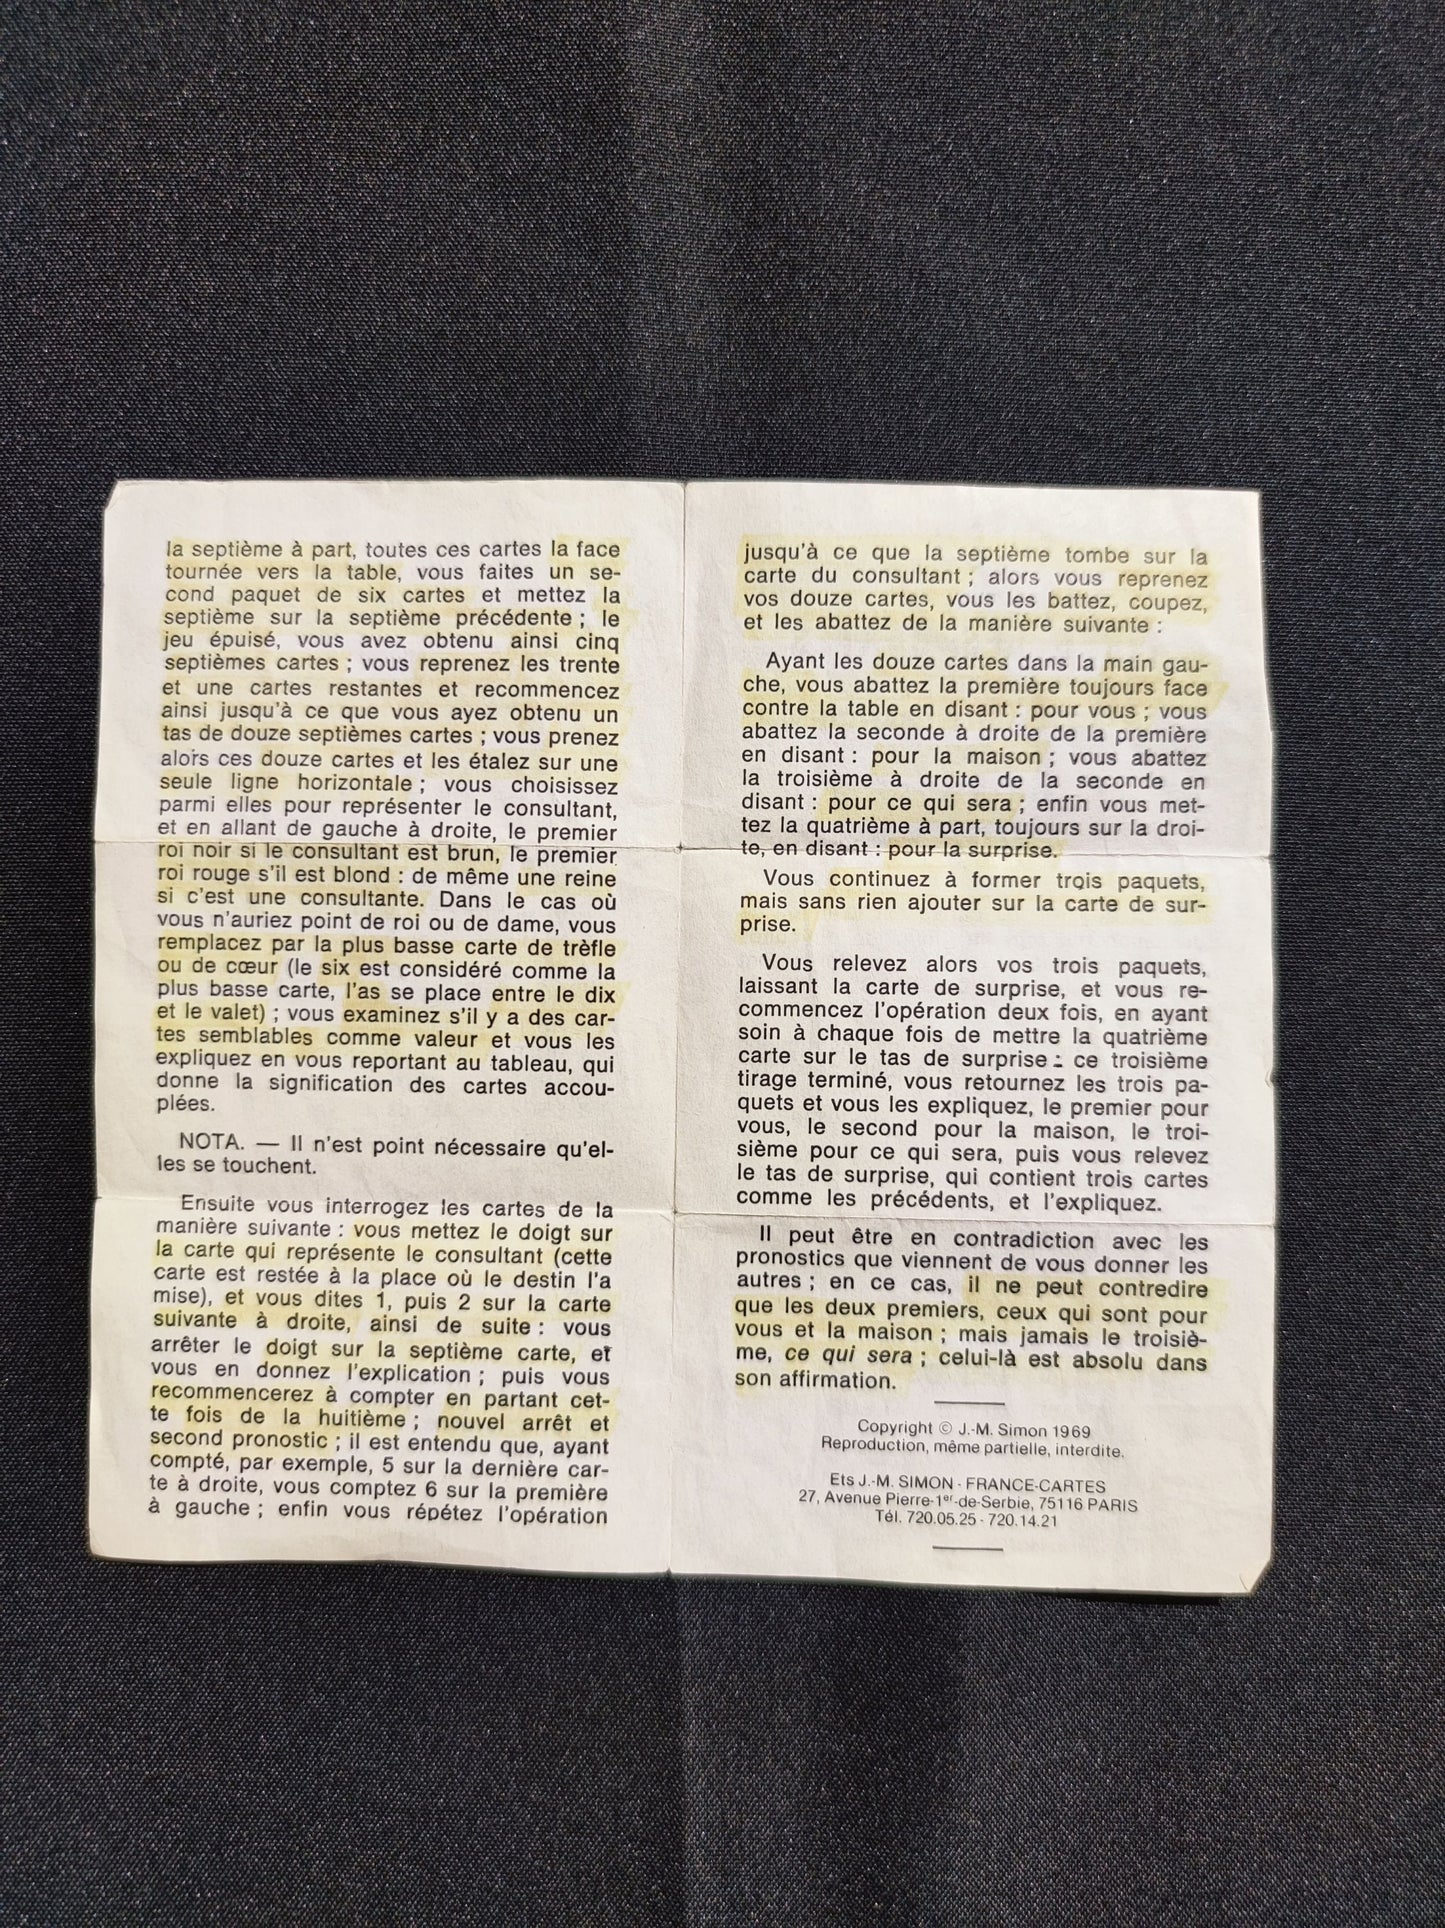 la septième à part, toutes ces cartes la face
tournée vers la table, vous faites un se-
cond paquet de six cartes et mettez la
septième sur la septième précédente ; le
jeu épuisé, vous avez obtenu ainsi cinq
septièmes cartes ; vous reprenez les trente
et une cartes restantes et recommencez
ainsi jusqu'à ce que vous ayez obtenu un
tas de douze septièmes cartes ; vous prenez
alors ces douze cartes et les étalez sur une
seule ligne horizontale ; vous choisissez
parmi elles pour représenter le consultant,
et en allant de gauche à droite, le premier
roi noir si le consultant est brun, le premier
roi rouge s'il est blond : de même une reine
si c'est une consultante. Dans le cas où
vous n'auriez point de roi ou de dame, vous
remplacez par la plus basse carte de trèfle
ou de cœur (le six est considéré comme la
plus basse carte, l'as se place entre le dix
et le valet) ; vous examinez s'il y a des car-
tes semblables comme valeur et vous les
expliquez en vous reportant au tableau, qui
donne la signification des cartes accou-
plées.
NOTA. — Il n'est point nécessaire qu'el-
les se touchent.
Ensuite vous interrogez les cartes de la
manière suivante : vous mettez le doigt sur
la carte qui représente le consultant (cette
carte est restée à la place où le destin l'a
mise), et vous dites 1, puis 2 sur la carte
suivante à droite, ainsi de suite : vous
arrêter le doigt sur la septième carte, et
vous en donnez l'explication ; puis vous
recommencerez à compter en partant cet-
te fois de la huitième ; nouvel arrêt et
second pronostic ; il est entendu que, ayant
compté, par exemple, 5 sur la dernière car-
te à droite, vous comptez 6 sur la première
à gauche ; enfin vous répétez l'opération
jusqu'à ce que la septième tombe sur la
carte du consultant ; alors vous reprenez
vos douze cartes, vous les battez, coupez,
et les abattez de la manière suivante :
Ayant les douze cartes dans la main gau-
che, vous abattez la première toujours face
contre la table en disant : pour vous ; vous
abattez la seconde à droite de la première
en disant : pour la maison ; vous abattez
la troisième à droite de la seconde en
disant : pour ce qui sera ; enfin vous met-
tez la quatrième à part, toujours sur la droi-
te, en disant : pour la surprise.
Vous continuez à former trois paquets,
mais sans rien ajouter sur la carte de sur-
prise.
Vous relevez alors vos trois paquets,
laissant la carte de surprise, et vous re-
commencez l'opération deux fois, en ayant
soin à chaque fois de mettre la quatrième
carte sur le tas de surprise : ce troisième
tirage terminé, vous retournez les trois pa-
quets et vous les expliquez, le premier pour
vous, le second pour la maison, le troi-
sième pour ce qui sera, puis vous relevez
le tas de surprise, qui contient trois cartes
comme les précédents, et l'expliquez.
Il peut être en contradiction avec les
pronostics que viennent de vous donner les
autres ; en ce cas, il ne peut contredire
que les deux premiers, ceux qui sont pour
vous et la maison ; mais jamais le troisiè-
me, ce qui sera ; celui-là est absolu dans
son affirmation.
Copyright © J.-M. Simon 1969
Reproduction, même partielle, interdite.
Ets J.-M. SIMON - FRANCE-CARTES
27, Avenue Pierre-1er-de-Serbie, 75116 PARIS
Tél. 720.05.25 - 720.14.21